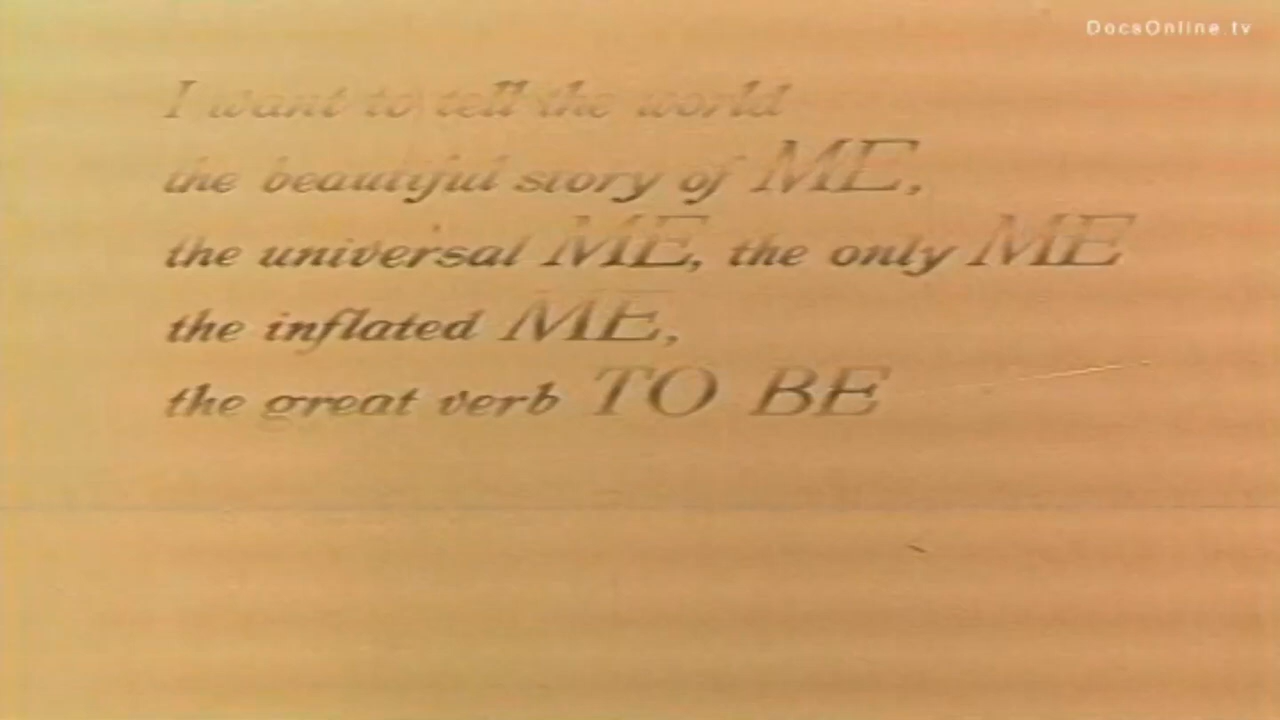 DocsOnline.tv
I want to tell the world
the beautiful story of ME,
the universal ME, the only ME
the inflated ME,
the great verb TO BE